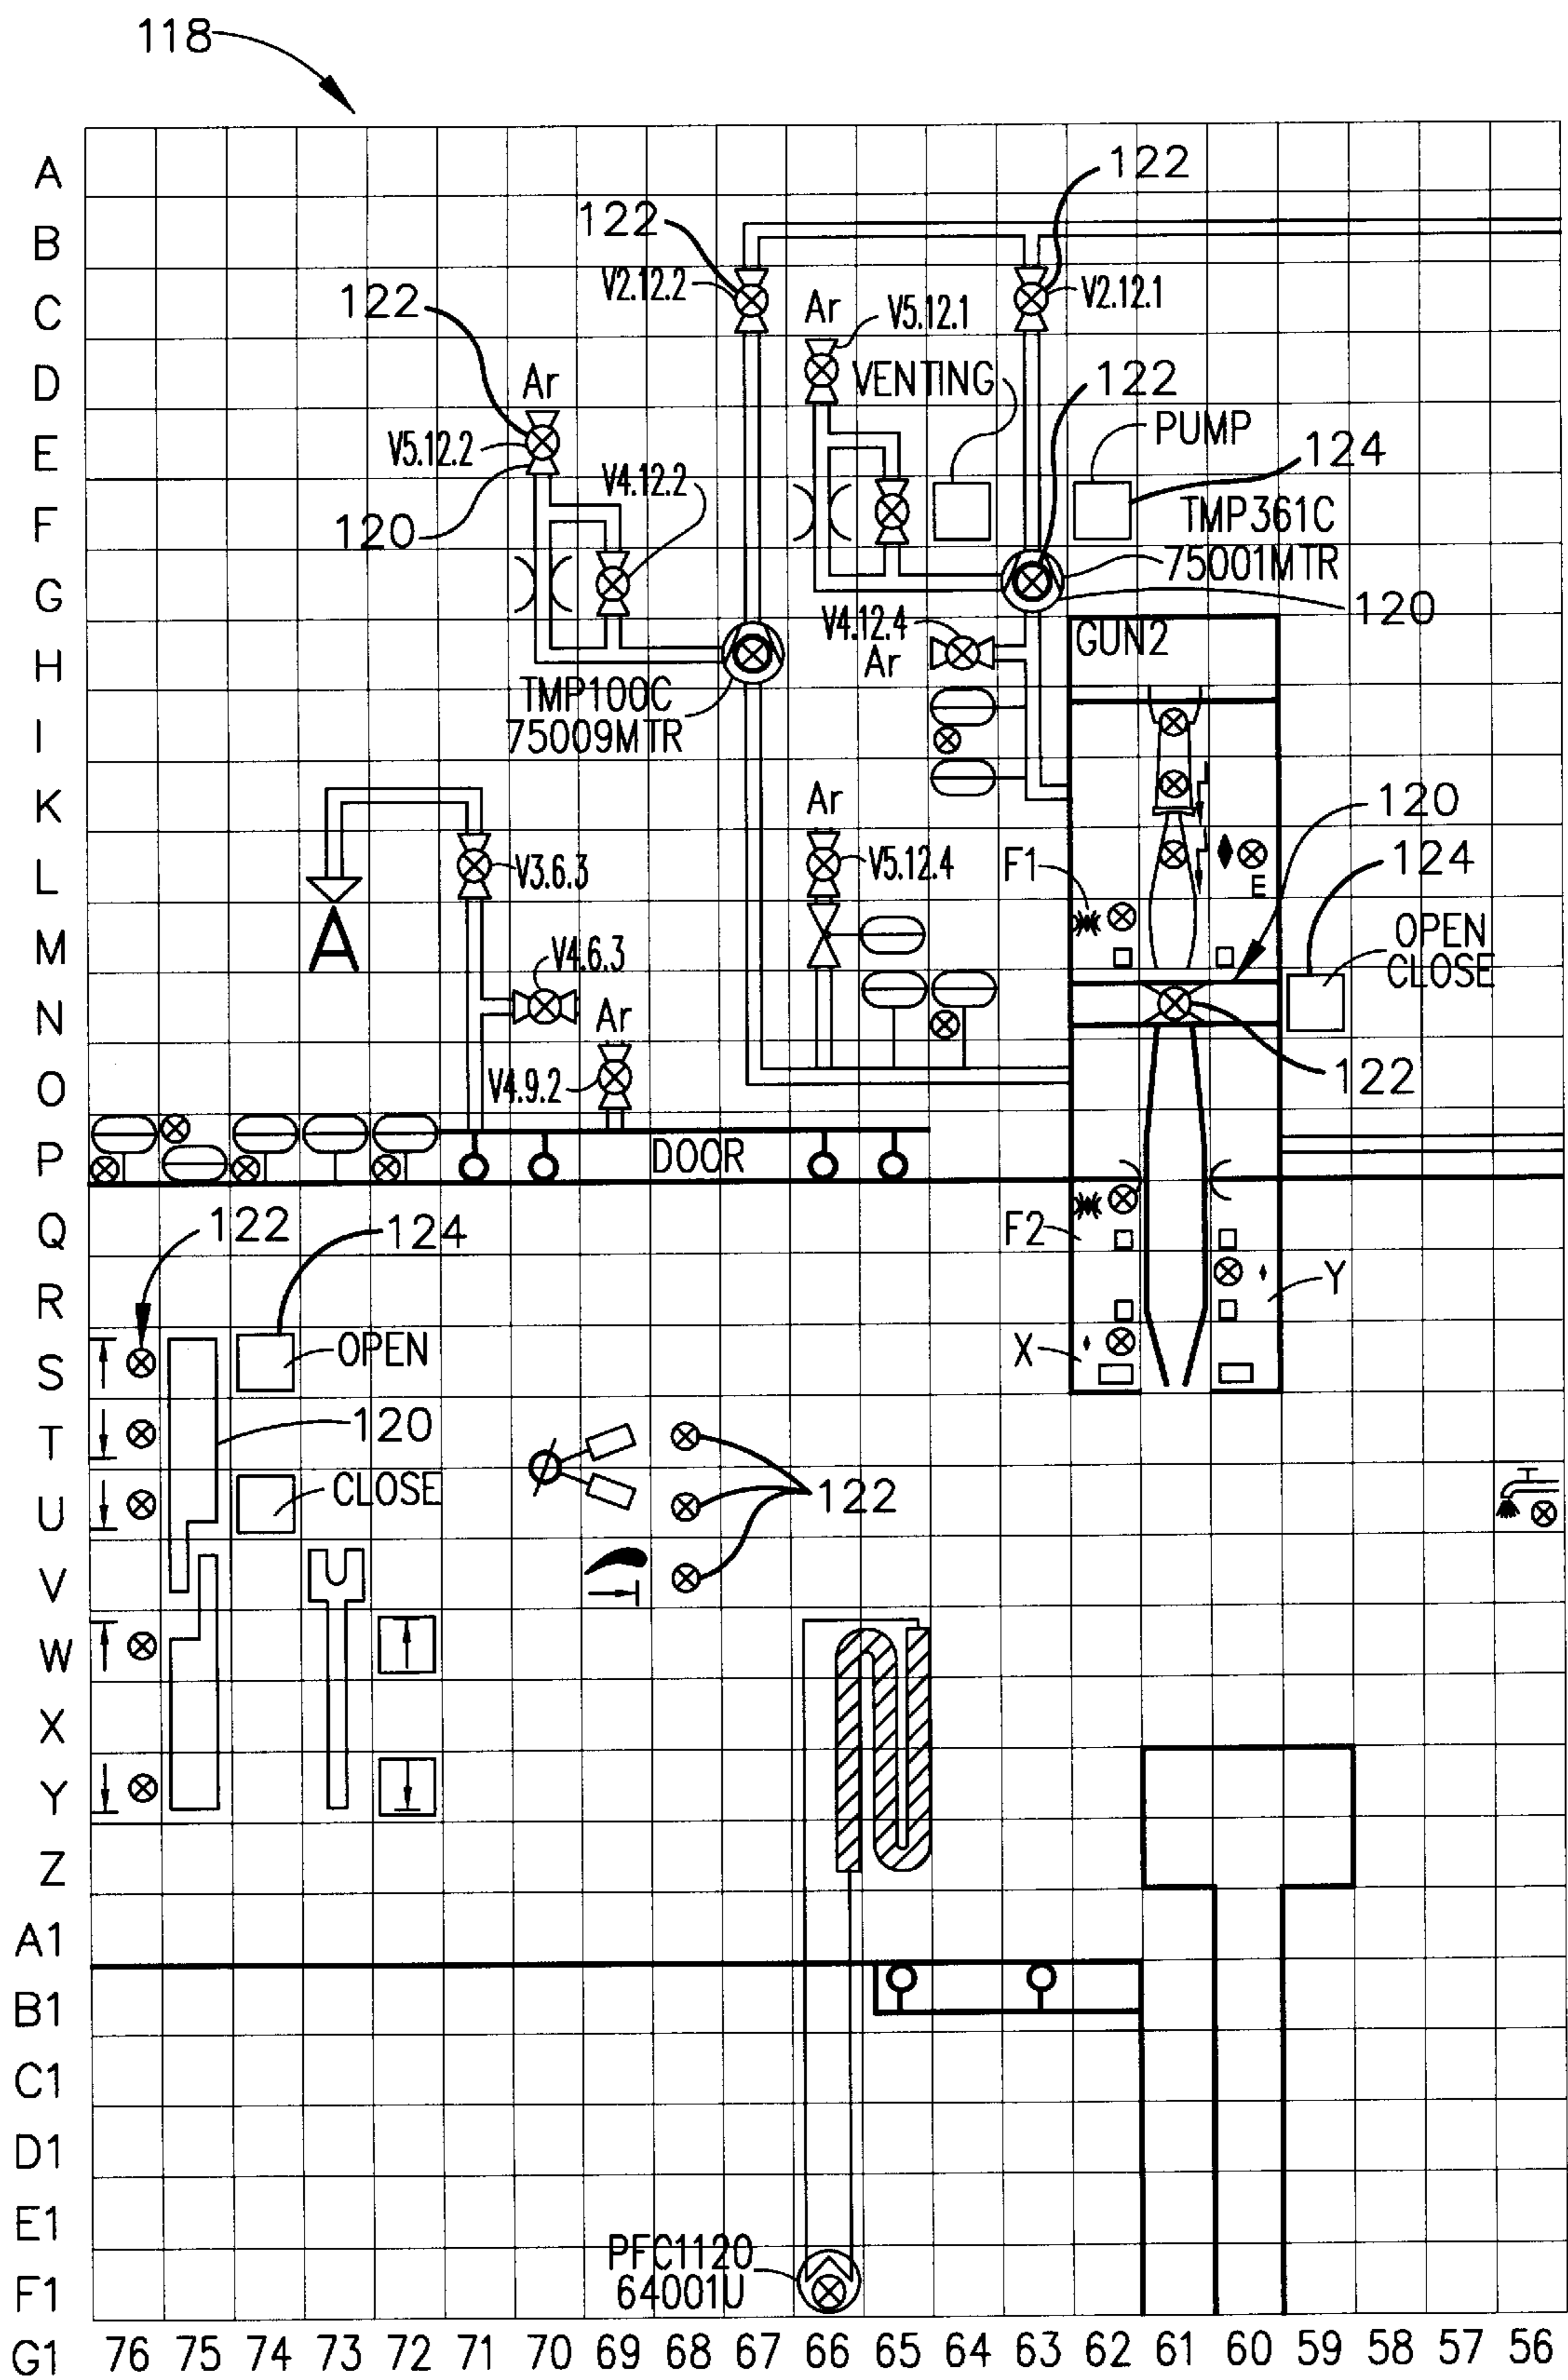 118
A
122
B
122
V2.12.2
V2.12.1
C
122
Ar
V5.12.1
D
Ar
VENTING
122
E
V5.12.2
PUMP
124
V4.12.2
F
120
TMP361C
75001MTR
G
V4.12.4
120
H
Ar
GUN2
TMP100C
I
75009MTR
K
Ar
120
L
V3.6.3
V5.12.4
F1
E
124
M
A
V4.6.3
OPEN
CLOSE
N
Ar
O
V4.9.2
122
P
DOOR
Q
122
124
F2
R
Y
S
OPEN
X
T
120
U
CLOSE
122
V
W
X
Y
Z
A1
B1
C1
D1
E1
PFC1120
F1
64001U
G1 76 75 74 73 72 71 70 69 68 67 66 65 64 63 62 61 60 59 58 57 56